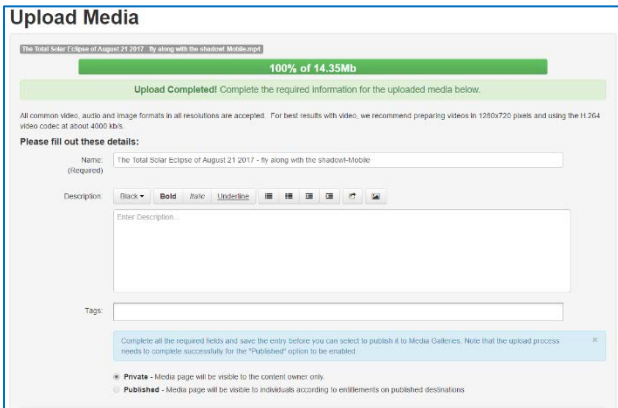 Upload Media
The Total Solar Eclipse of August 21 2017 fly along with the shadow! Mobile.mp4
100% of 14.35Mb
Upload Completed! Complete the required information for the uploaded media below.
All common video, audio and image formats in all resolutions are accepted. For best results with video, we recommend preparing videos in 1280x720 pixels and using the H.264
video codec at about 4000 kb/s.
Please fill out these details:
Name: The Total Solar Eclipse of August 21 2017 - fly along with the shadow!-Mobile
(Required)
Description: Black Bold Italic Underline
Enter Description...
Tags:
Complete all the required fields and save the entry before you can select to publish it to Media Galleries. Note that the upload process ×
needs to complete successfully for the "Published" option to be enabled
Private - Media page will be visible to the content owner only.
Published - Media page will be visible to individuals according to entitlements on published destinations